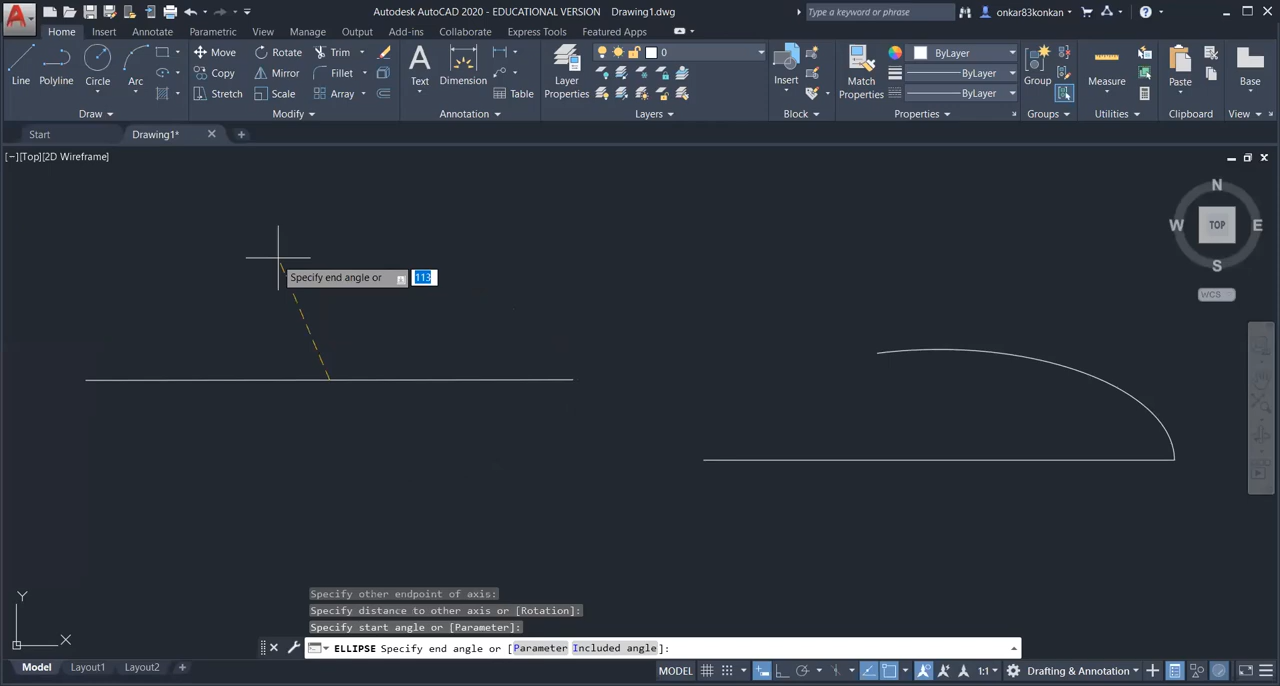 Autodesk AutoCAD 2020 - EDUCATIONAL VERSION Drawing1.dwg
Type a keyword or phrase
onkar83konkan
Home Insert Annotate Parametric View Manage Output Add-ins Collaborate Express Tools Featured Apps
Line Polyline Circle Arc
Move Rotate Trim
Copy Mirror Fillet
Stretch Scale Array
Text Dimension Table
Layer Properties
0
Insert
Match Properties
ByLayer
ByLayer
ByLayer
Group
Measure
Paste
Base
Draw Modify Annotation Layers Block Properties Groups Utilities Clipboard View
Start Drawing1*
[−][Top][2D Wireframe]
N
W TOP E
S
WCS
Specify end angle or 113
Y
X
Specify other endpoint of axis:
Specify distance to other axis or [Rotation]:
Specify start angle or [Parameter]:
ELLIPSE Specify end angle or [Parameter Included angle]:
Model Layout1 Layout2
MODEL 1:1 Drafting & Annotation